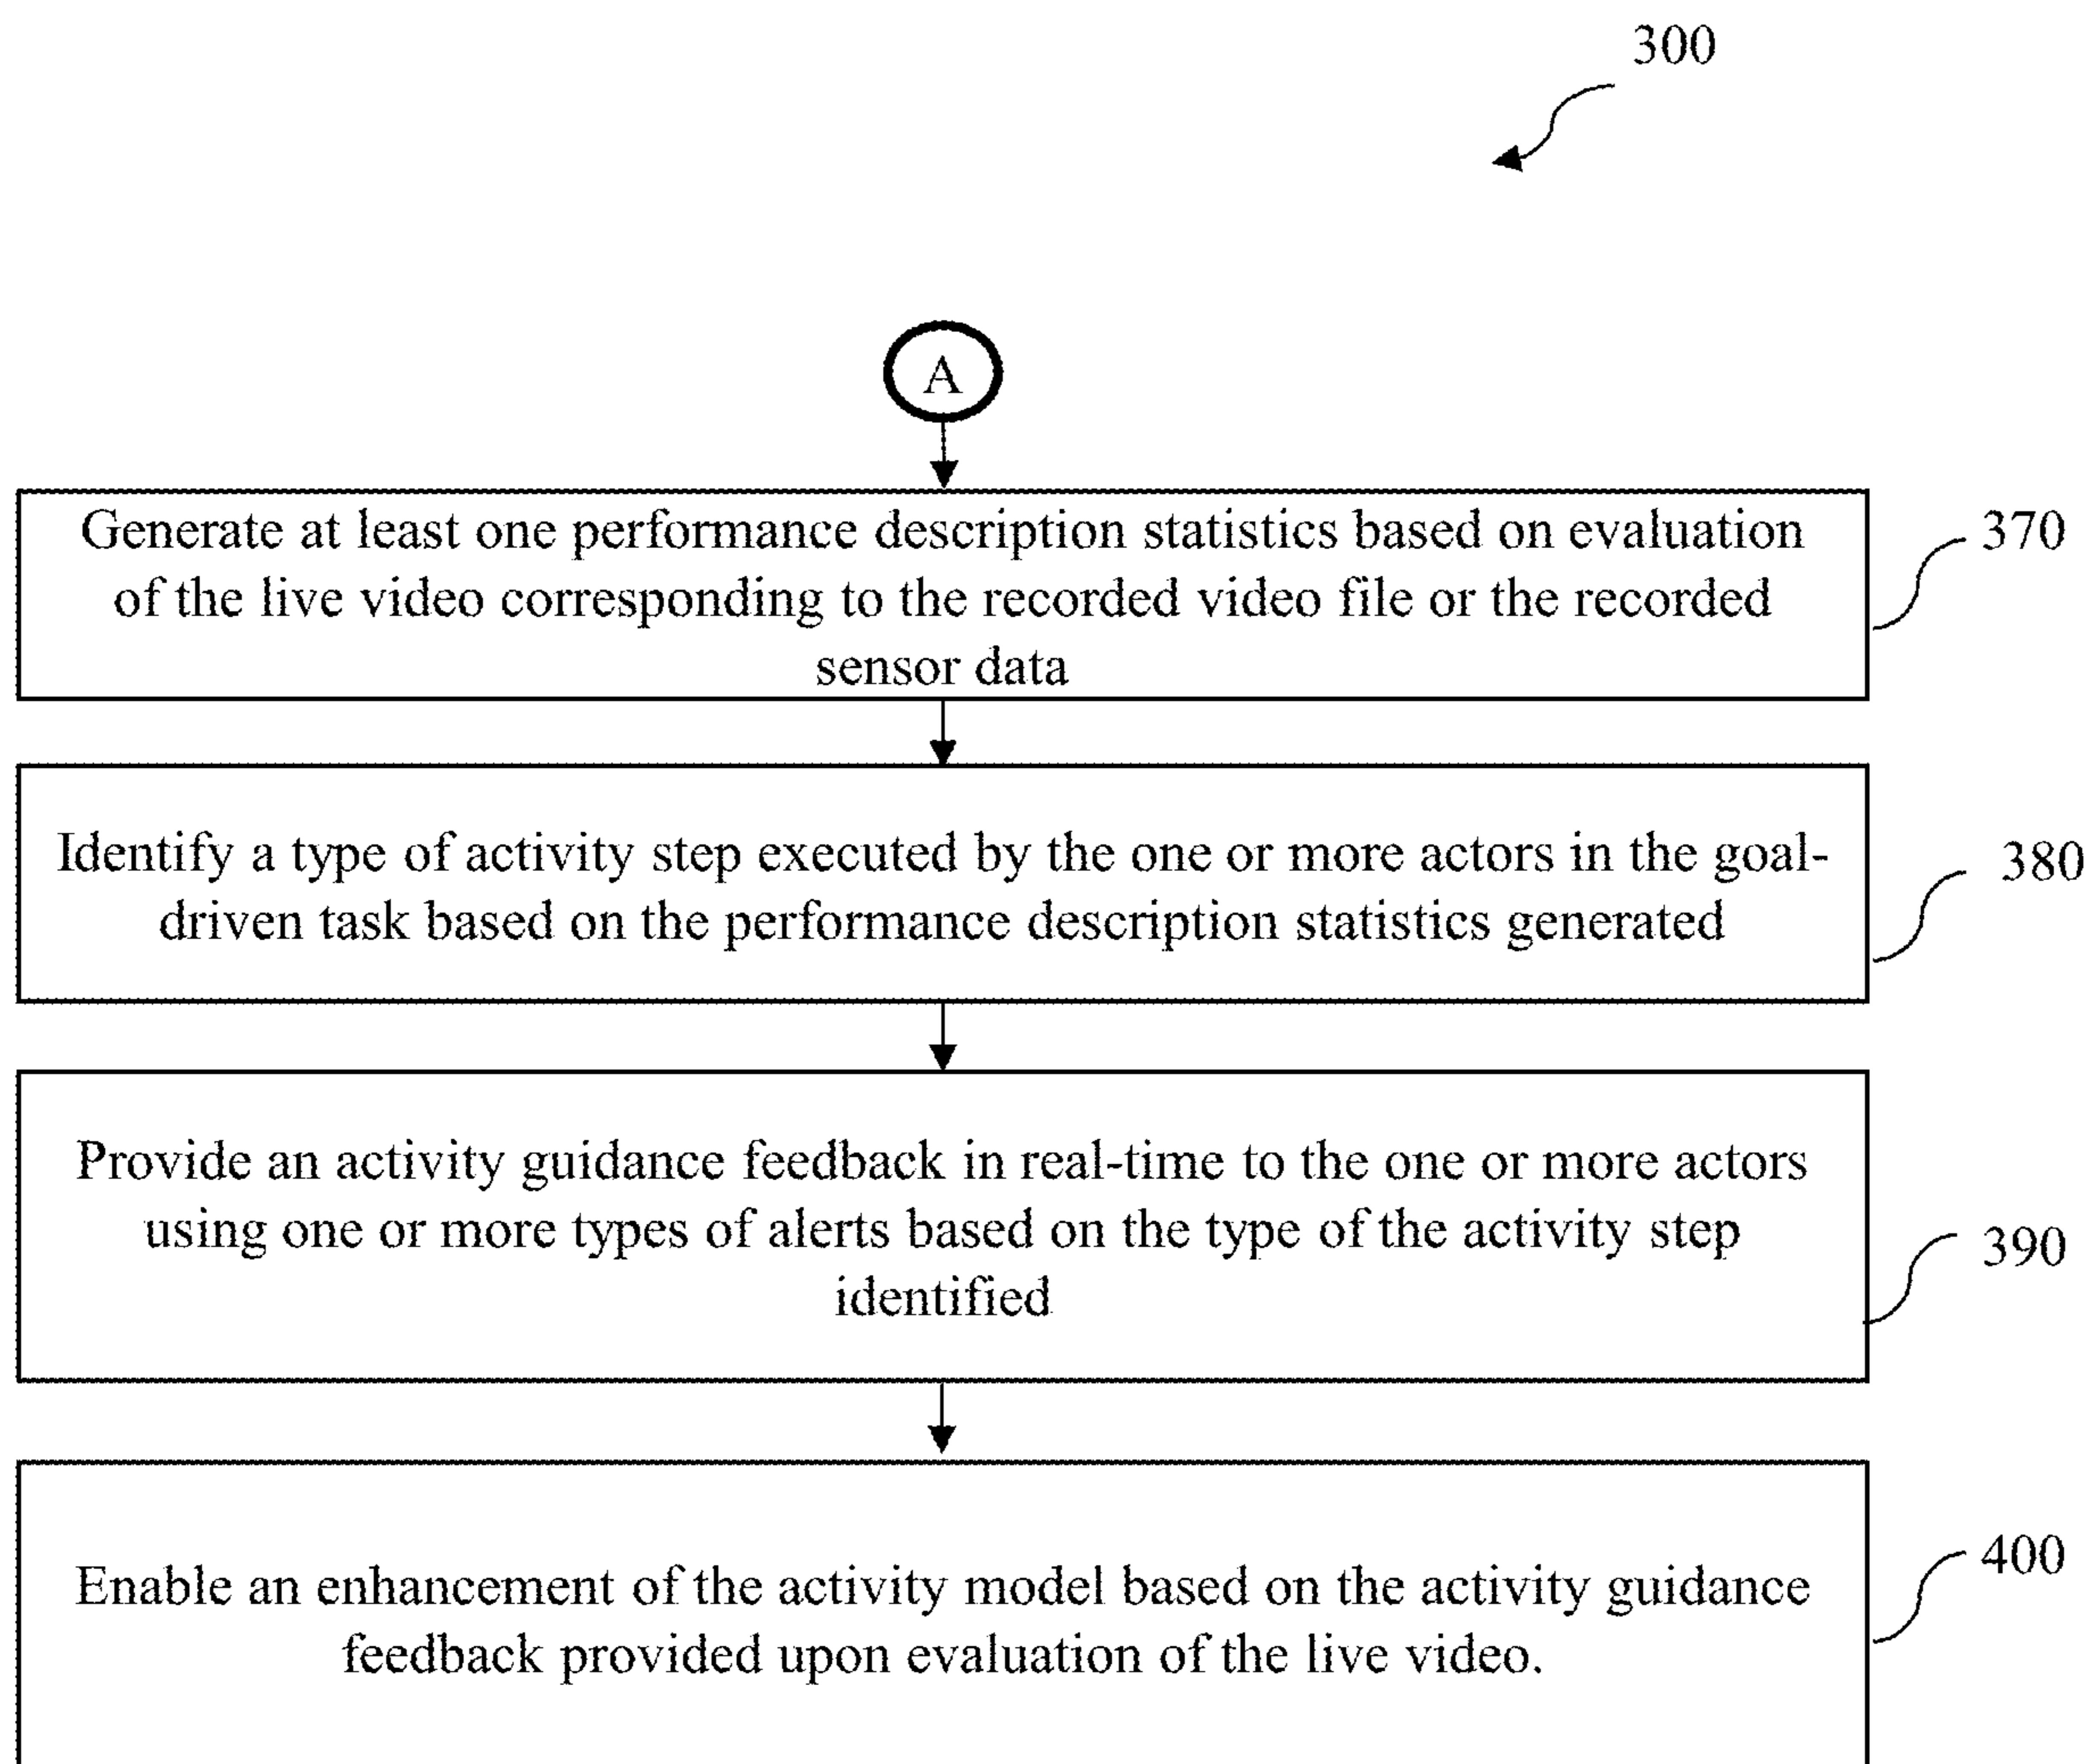 300
A
Generate at least one performance description statistics based on evaluation
of the live video corresponding to the recorded video file or the recorded
sensor data
370
Identify a type of activity step executed by the one or more actors in the goal-
driven task based on the performance description statistics generated
380
Provide an activity guidance feedback in real-time to the one or more actors
using one or more types of alerts based on the type of the activity step
identified
390
Enable an enhancement of the activity model based on the activity guidance
feedback provided upon evaluation of the live video.
400